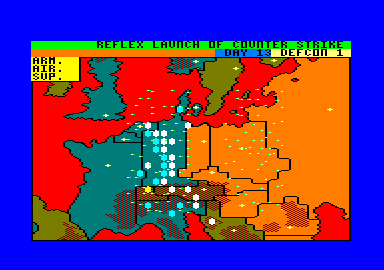 REFLEX LAUNCH OF COUNTER STRIKE
DAY 13 DEFCON 1
ARM.
AIR.
SUP.